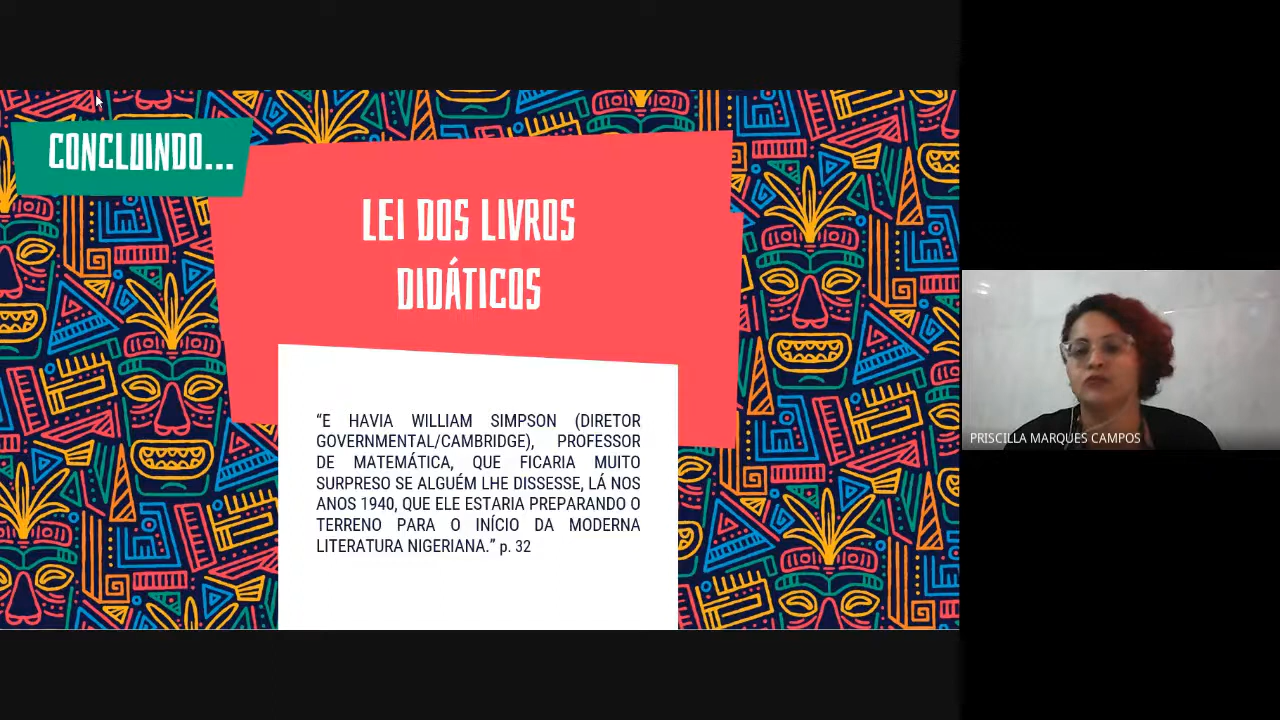 CONCLUINDO...
LEI DOS LIVROS
DIDÁTICOS
“E HAVIA WILLIAM SIMPSON (DIRETOR
GOVERNMENTAL/CAMBRIDGE), PROFESSOR
DE MATEMÁTICA, QUE FICARIA MUITO
SURPRESO SE ALGUÉM LHE DISSESSE, LÁ NOS
ANOS 1940, QUE ELE ESTARIA PREPARANDO O
TERRENO PARA O INÍCIO DA MODERNA
LITERATURA NIGERIANA.” p. 32
PRISCILLA MARQUES CAMPOS